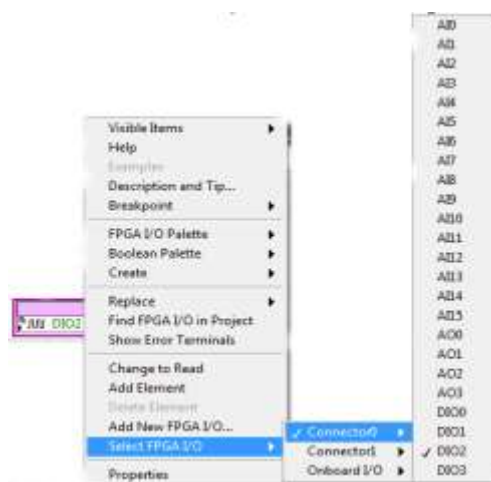 Visible Items
Help
Examples
Description and Tip...
Breakpoint
FPGA I/O Palette
Boolean Palette
Create
Replace
Find FPGA I/O in Project
Show Error Terminals
Change to Read
Add Element
Delete Element
Add New FPGA I/O...
Select FPGA I/O
Properties
DIO2
Connector0
Connector1
Onboard I/O
AI0
AI1
AI2
AI3
AI4
AI5
AI6
AI7
AI8
AI9
AI10
AI11
AI12
AI13
AI14
AI15
AO0
AO1
AO2
AO3
DIO0
DIO1
DIO2
DIO3